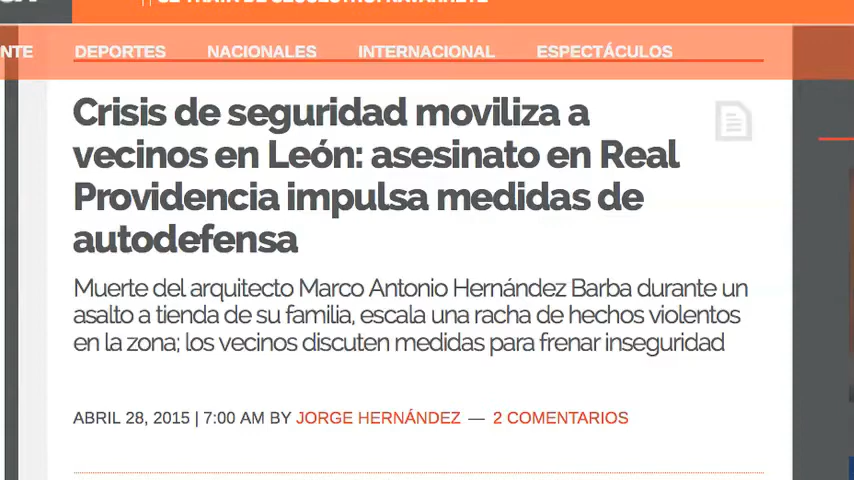 NTE DEPORTES NACIONALES INTERNACIONAL ESPECTÁCULOS
Crisis de seguridad moviliza a
vecinos en León: asesinato en Real
Providencia impulsa medidas de
autodefensa
Muerte del arquitecto Marco Antonio Hernández Barba durante un
asalto a tienda de su familia, escala una racha de hechos violentos
en la zona; los vecinos discuten medidas para frenar inseguridad
ABRIL 28, 2015 | 7:00 AM BY JORGE HERNÁNDEZ — 2 COMENTARIOS